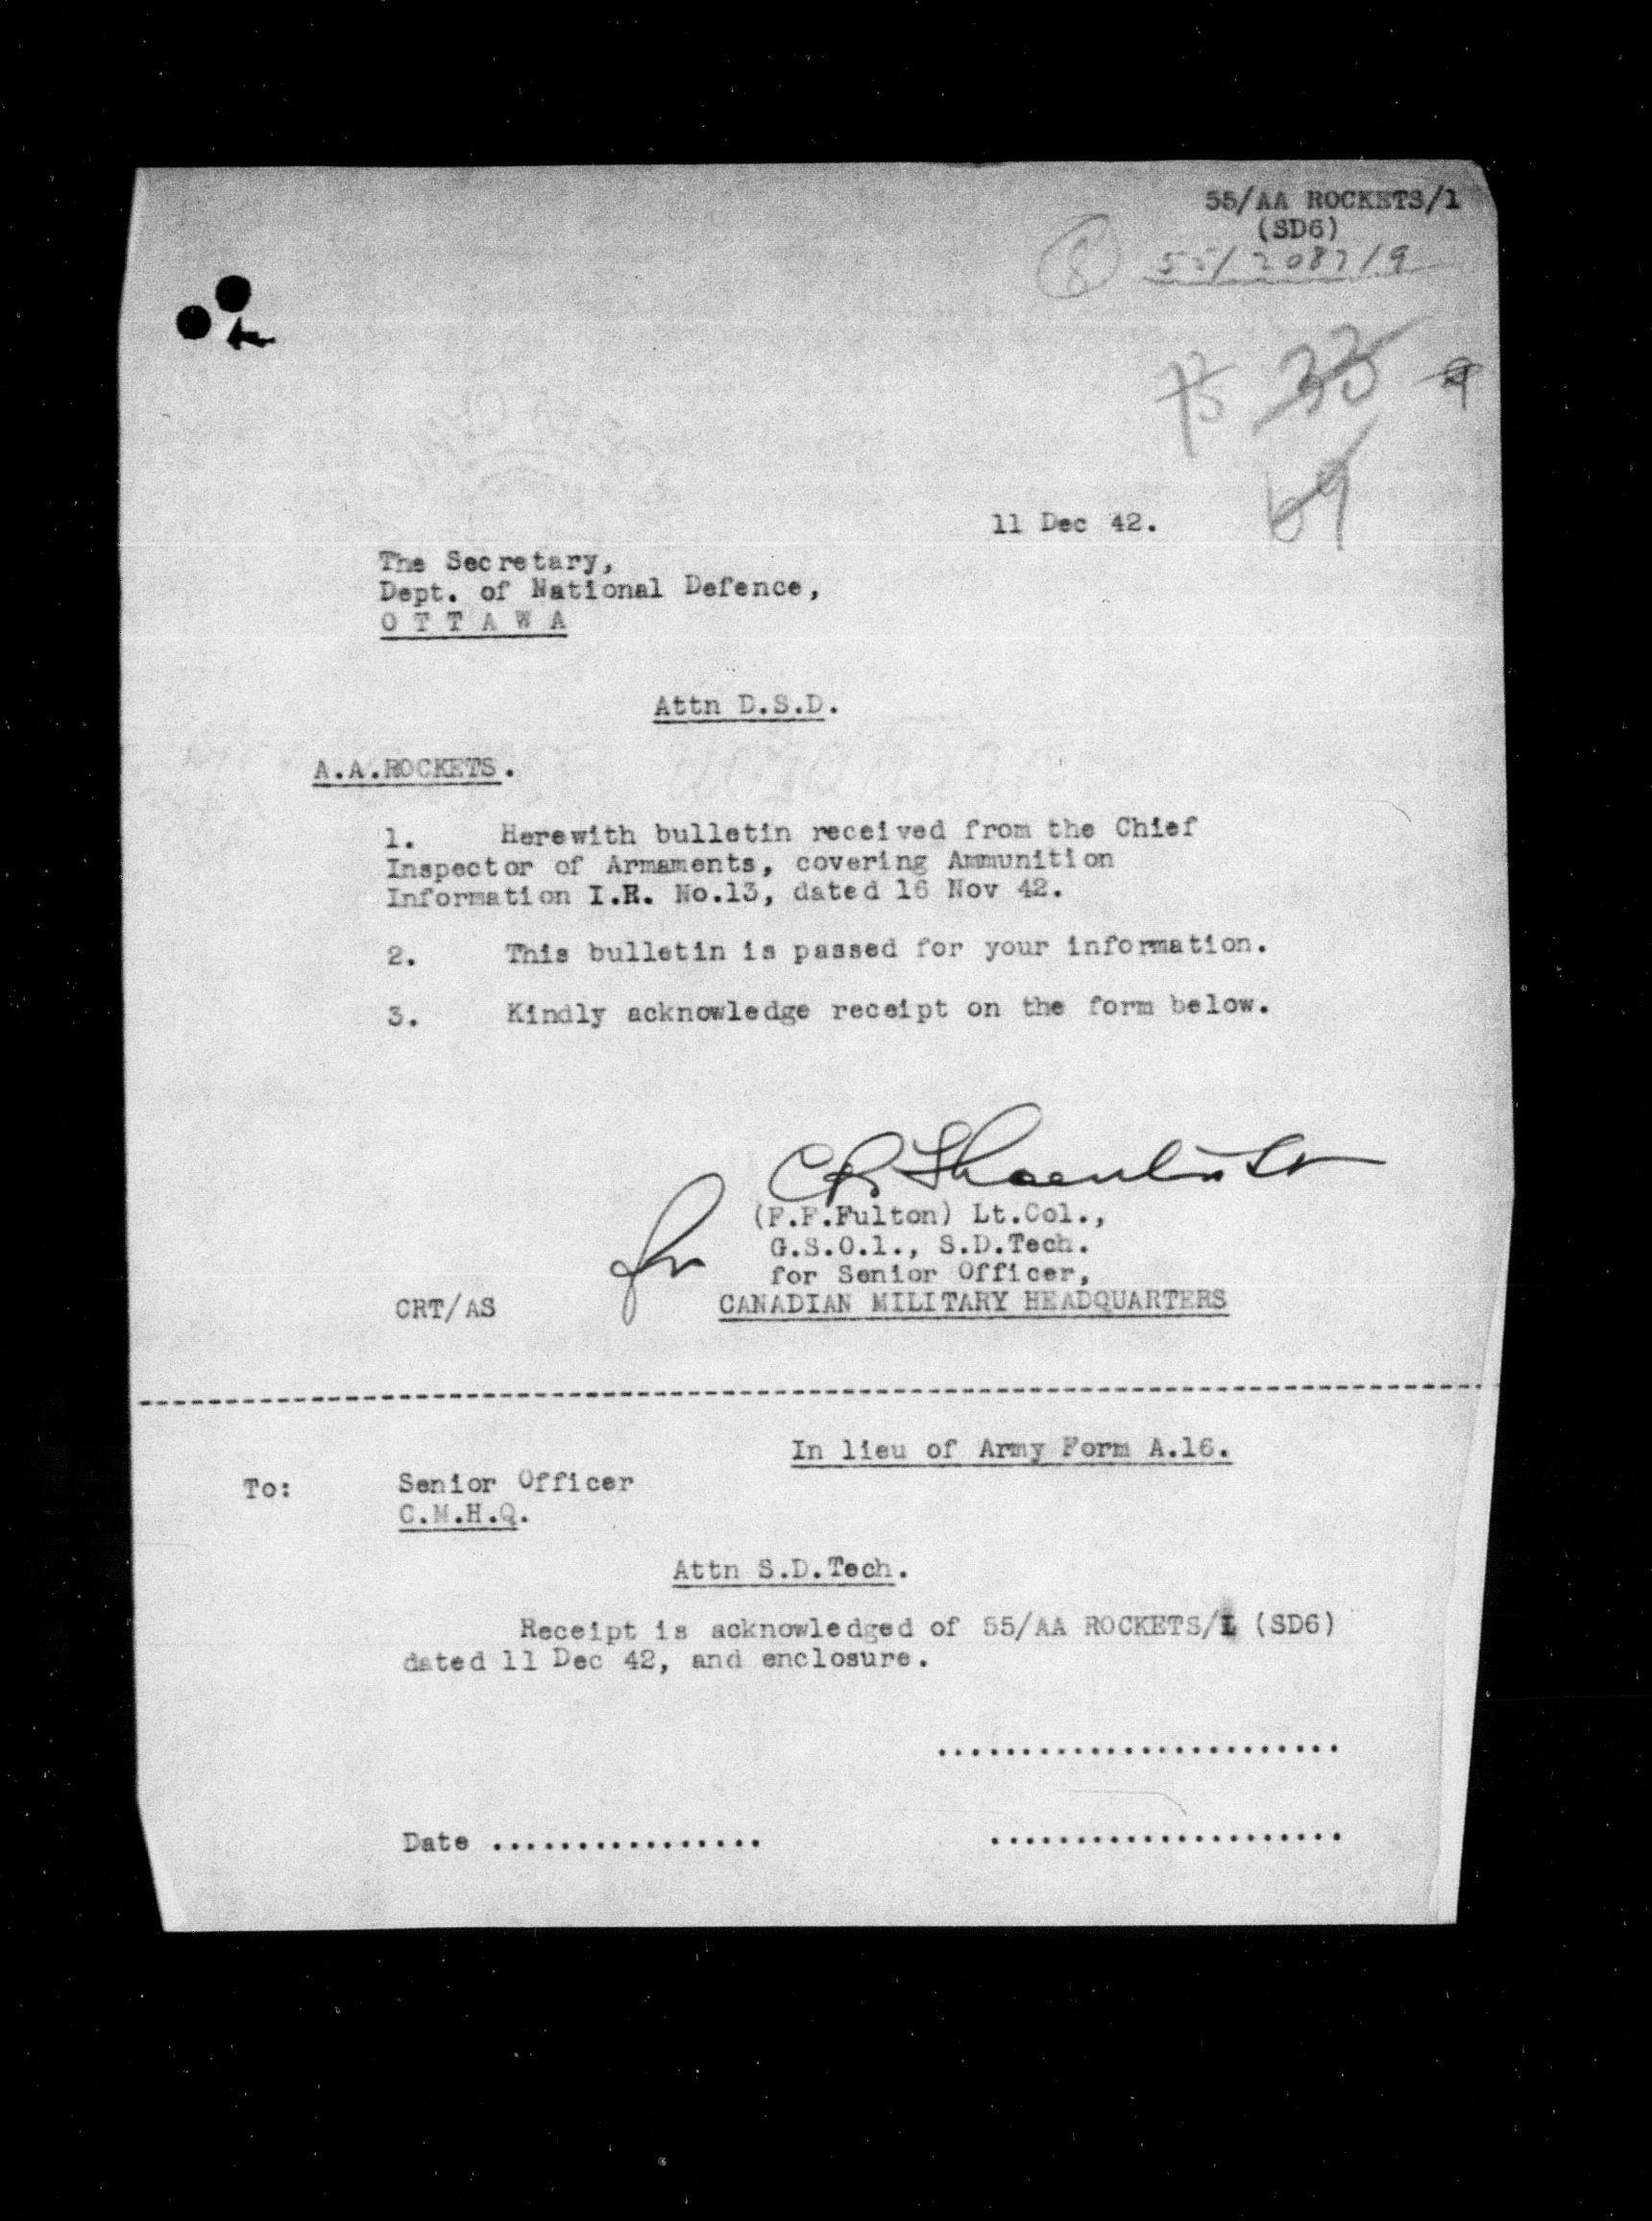 55/AA ROCKETS/1
(SD6)
8
55/2087/9
33
69
11 Dec 42.
The Secretary,
Dept. of National Defence,
O T T A W A
Attn D.S.D.
A.A.ROCKETS.
1. Herewith bulletin received from the Chief
Inspector of Armaments, covering Ammunition
Information I.R. No.13, dated 16 Nov 42.
2. This bulletin is passed for your information.
3. Kindly acknowledge receipt on the form below.
for
(F.F.Fulton) Lt.Col.,
G.S.O.1., S.D.Tech.
for Senior Officer,
CRT/AS CANADIAN MILITARY HEADQUARTERS
In lieu of Army Form A.16.
To: Senior Officer
C.M.H.Q.
Attn S.D.Tech.
Receipt is acknowledged of 55/AA ROCKETS/1 (SD6)
dated 11 Dec 42, and enclosure.
........................
Date ................ .....................